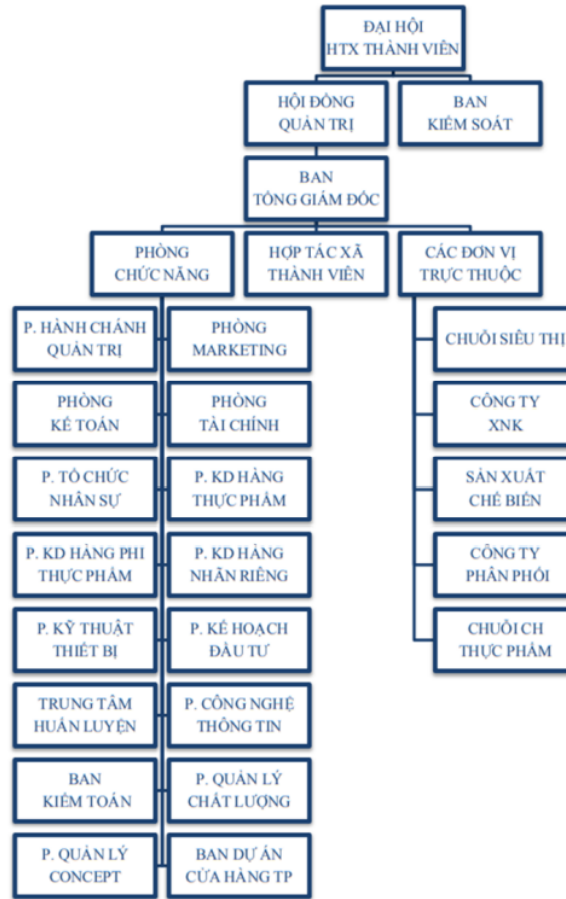 ĐẠI HỘI
HTX THÀNH VIÊN
HỘI ĐỒNG
QUẢN TRỊ
BAN
KIỂM SOÁT
BAN
TỔNG GIÁM ĐỐC
PHÒNG
CHỨC NĂNG
HỢP TÁC XÃ
THÀNH VIÊN
CÁC ĐƠN VỊ
TRỰC THUỘC
P. HÀNH CHÁNH
QUẢN TRỊ
PHÒNG
MARKETING
CHUỖI SIÊU THỊ
PHÒNG
KẾ TOÁN
PHÒNG
TÀI CHÍNH
CÔNG TY
XNK
P. TỔ CHỨC
NHÂN SỰ
P. KD HÀNG
THỰC PHẨM
SẢN XUẤT
CHẾ BIẾN
P. KD HÀNG PHI
THỰC PHẨM
P. KD HÀNG
NHÃN RIÊNG
CÔNG TY
PHÂN PHỐI
P. KỸ THUẬT
THIẾT BỊ
P. KẾ HOẠCH
ĐẦU TƯ
CHUỖI CH
THỰC PHẨM
TRUNG TÂM
HUẤN LUYỆN
P. CÔNG NGHỆ
THÔNG TIN
BAN
KIỂM TOÁN
P. QUẢN LÝ
CHẤT LƯỢNG
P. QUẢN LÝ
CONCEPT
BAN DỰ ÁN
CỬA HÀNG TP